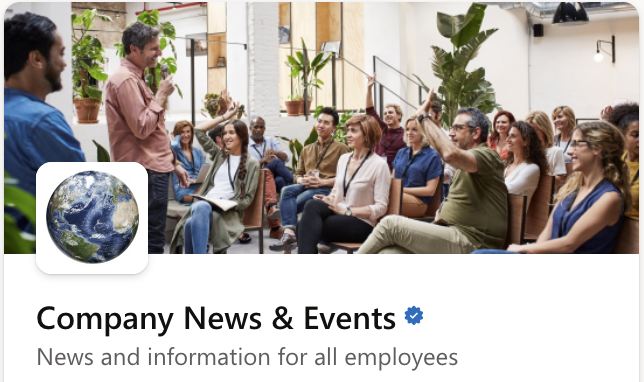 Company News & Events
News and information for all employees